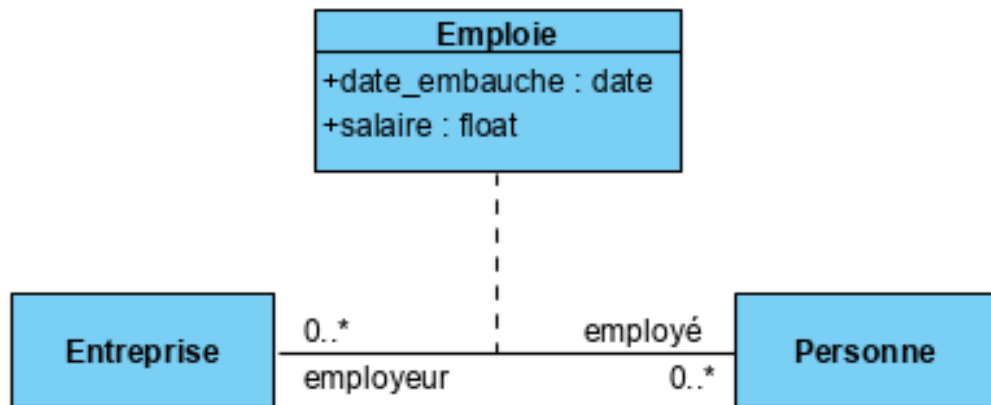 Emploie
+date_embauche : date
+salaire : float
Entreprise
0..*
employeur
employé
0..*
Personne